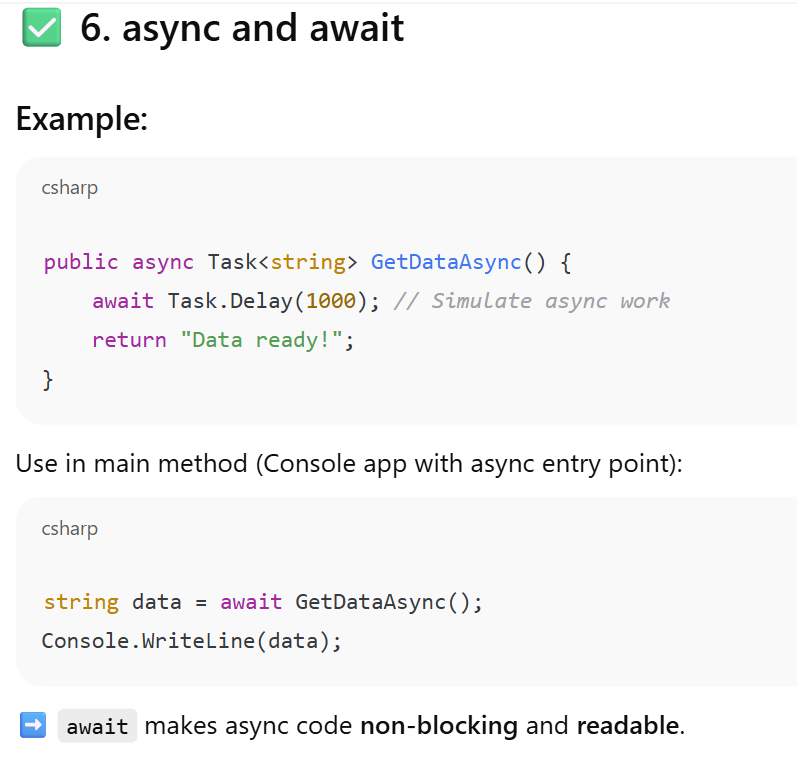 ✅ 6. async and await
Example:
csharp
public async Task<string> GetDataAsync() {
    await Task.Delay(1000); // Simulate async work
    return "Data ready!";
}
Use in main method (Console app with async entry point):
csharp
string data = await GetDataAsync();
Console.WriteLine(data);
➡️ await makes async code non-blocking and readable.